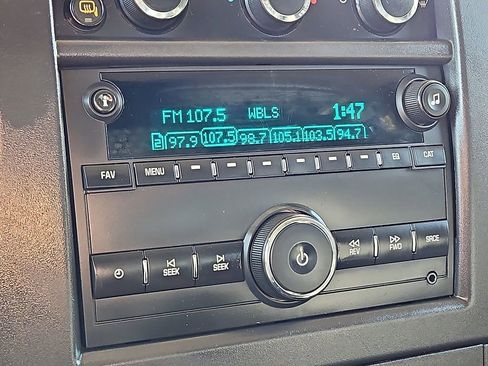 FM 107.5 WBLS 1:47
2 97.9 107.5 98.7 105.1 103.5 94.7
FAV MENU EQ CAT
SEEK SEEK REV FWD SRCE